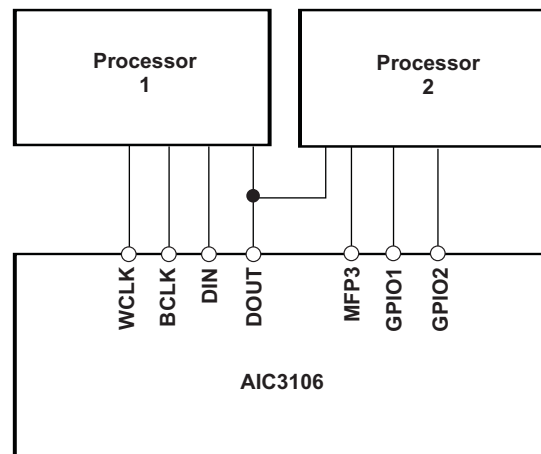 Processor
1
Processor
2
WCLK
BCLK
DIN
DOUT
MFP3
GPIO1
GPIO2
AIC3106